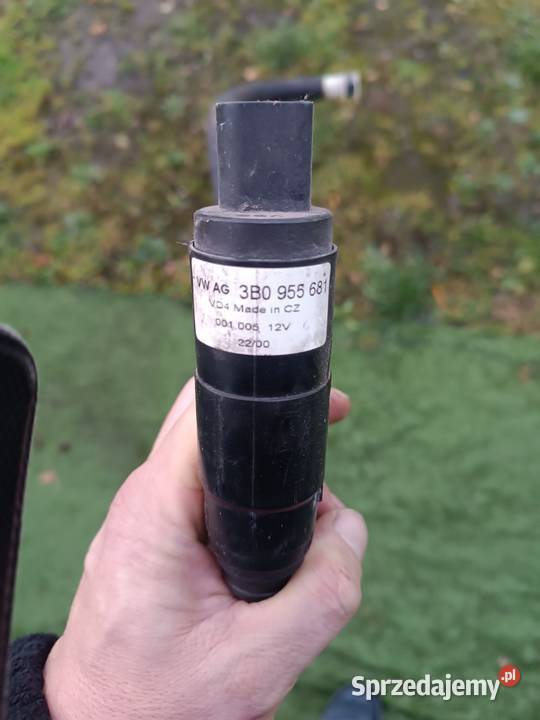 VW AG 3B0 955 681
VD4 Made in CZ
001 005 12V
22/00
Sprzedajemy.pl